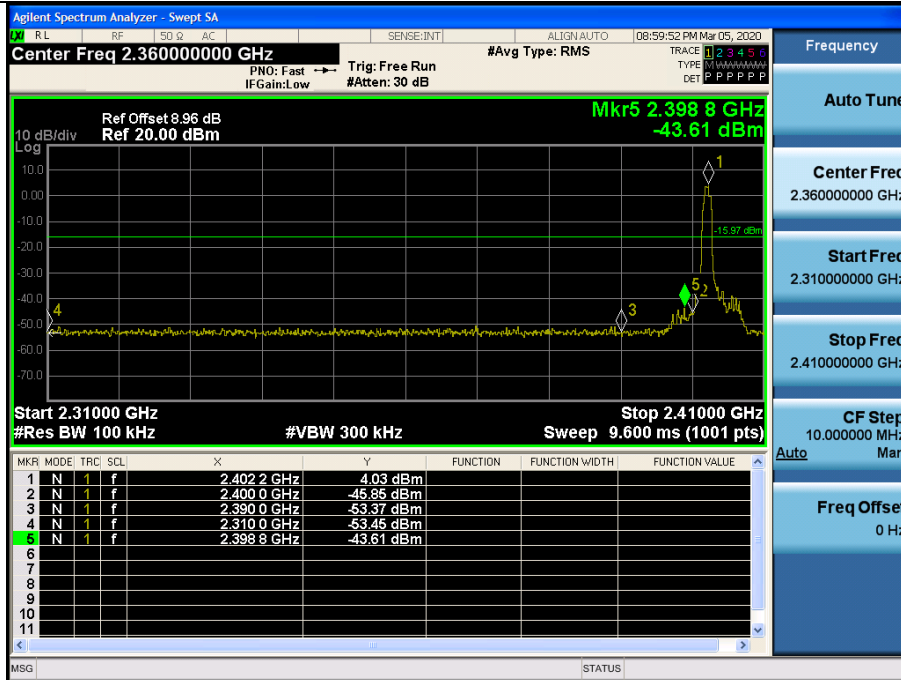 Agilent Spectrum Analyzer - Swept SA
LXI RL RF 50 Ω AC SENSE:INT ALIGN AUTO 08:59:52 PM Mar 05, 2020
Center Freq 2.360000000 GHz
PNO: Fast
IFGain:Low
Trig: Free Run
#Atten: 30 dB
#Avg Type: RMS
TRACE 1 2 3 4 5 6
TYPE M WWWWW
DET P P P P P P
Mkr5 2.398 8 GHz
-43.61 dBm
Ref Offset 8.96 dB
10 dB/div Ref 20.00 dBm
Log
10.0
0.00
-10.0
-20.0
-30.0
-40.0
-50.0
-60.0
-70.0
1
-15.97 dBm
5
2
3
4
Start 2.31000 GHz Stop 2.41000 GHz
#Res BW 100 kHz #VBW 300 kHz Sweep 9.600 ms (1001 pts)
MKR MODE TRC SCL X Y FUNCTION FUNCTION WIDTH FUNCTION VALUE
1 N 1 f 2.402 2 GHz 4.03 dBm
2 N 1 f 2.400 0 GHz -45.85 dBm
3 N 1 f 2.390 0 GHz -53.37 dBm
4 N 1 f 2.310 0 GHz -53.45 dBm
5 N 1 f 2.398 8 GHz -43.61 dBm
6
7
8
9
10
11
MSG STATUS
Frequency
Auto Tune
Center Freq
2.360000000 GHz
Start Freq
2.310000000 GHz
Stop Freq
2.410000000 GHz
CF Step
10.000000 MHz
Auto Man
Freq Offset
0 Hz